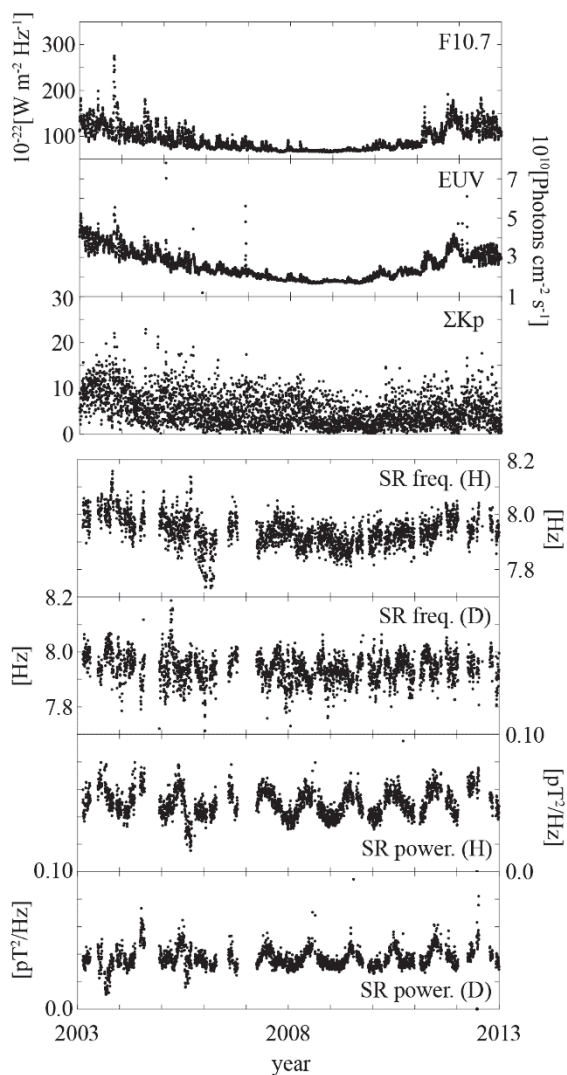 F10.7
10⁻²²[W m⁻² Hz⁻¹]
300
200
100
EUV
10¹⁰[Photons cm⁻² s⁻¹]
7
5
3
1
ΣKp
30
20
10
0
SR freq. (H)
8.2
8.0
7.8
[Hz]
SR freq. (D)
8.2
8.0
7.8
[Hz]
SR power. (H)
0.10
0.0
[pT²/Hz]
SR power. (D)
0.10
0.0
[pT²/Hz]
2003 2008 2013
year